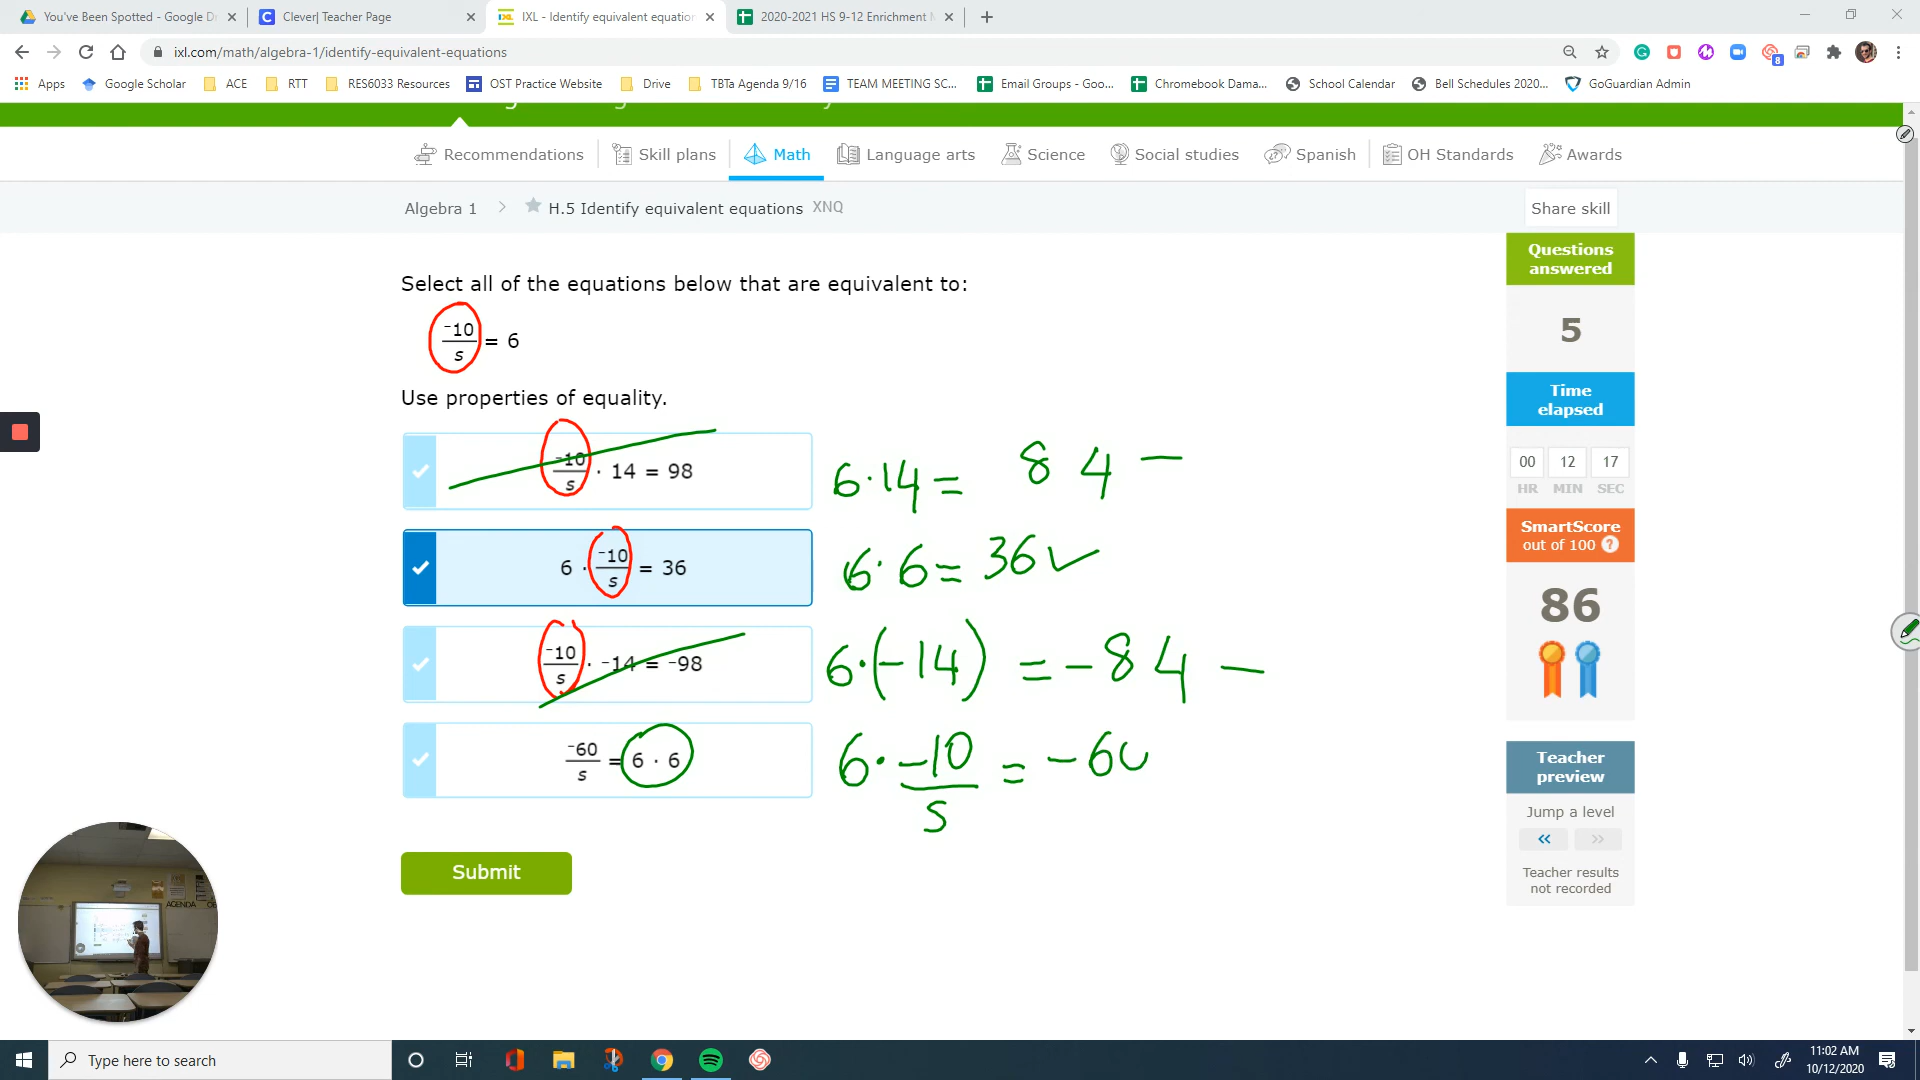 You've Been Spotted - Google D
Clever| Teacher Page
IXL - Identify equivalent equation
2020-2021 HS 9-12 Enrichment
ixl.com/math/algebra-1/identify-equivalent-equations
8
Apps Google Scholar ACE RTT RES6033 Resources OST Practice Website Drive TBTa Agenda 9/16 TEAM MEETING SC... Email Groups - Goo... Chromebook Dama... School Calendar Bell Schedules 2020... GoGuardian Admin
Recommendations Skill plans Math Language arts Science Social studies Spanish OH Standards Awards
Algebra 1 > H.5 Identify equivalent equations XNQ
Share skill
Select all of the equations below that are equivalent to:
-10/s = 6
Use properties of equality.
-10/s · 14 = 98
6·14 = 84 —
6 · -10/s = 36
6·6 = 36 ✓
-10/s · -14 = -98
6·(-14) = -84 —
-60/s = 6 · 6
6· -10/s = -60
Submit
Questions answered
5
Time elapsed
00 12 17
HR MIN SEC
SmartScore
out of 100 ?
86
Teacher preview
Jump a level
<< >>
Teacher results not recorded
AGENDA
Type here to search
11:02 AM
10/12/2020